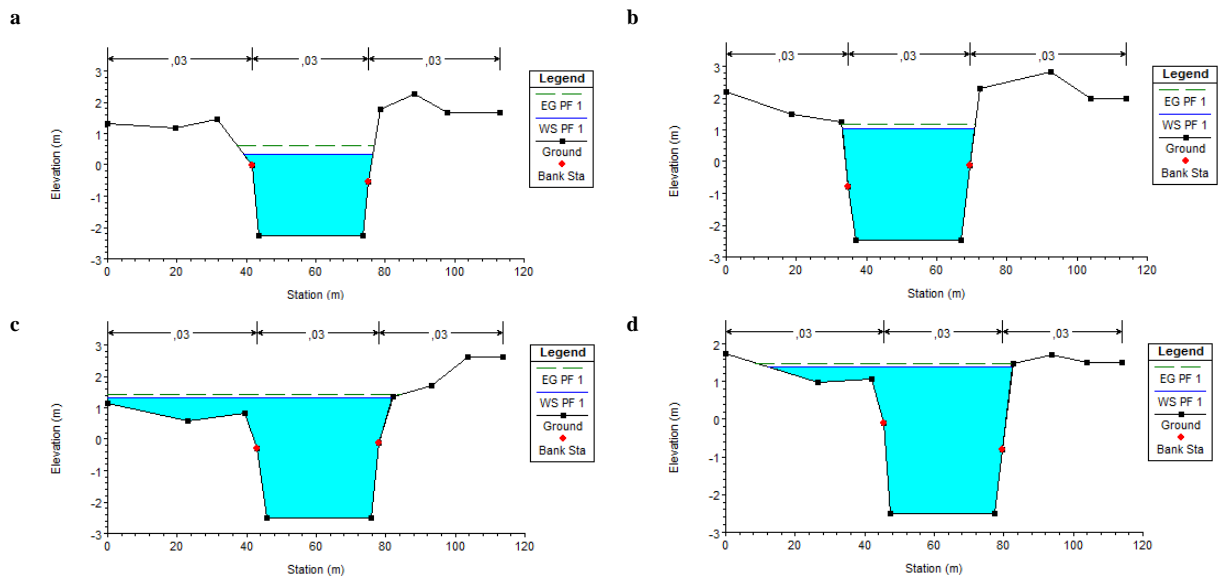 a
,03 ,03 ,03
3
2
1
0
-1
-2
-3
0 20 40 60 80 100 120
Elevation (m)
Station (m)
Legend
EG PF 1
WS PF 1
Ground
Bank Sta
b
,03 ,03 ,03
3
2
1
0
-1
-2
-3
0 20 40 60 80 100 120
Elevation (m)
Station (m)
Legend
EG PF 1
WS PF 1
Ground
Bank Sta
c
,03 ,03 ,03
3
2
1
0
-1
-2
-3
0 20 40 60 80 100 120
Elevation (m)
Station (m)
Legend
EG PF 1
WS PF 1
Ground
Bank Sta
d
,03 ,03 ,03
2
1
0
-1
-2
-3
0 20 40 60 80 100 120
Elevation (m)
Station (m)
Legend
EG PF 1
WS PF 1
Ground
Bank Sta